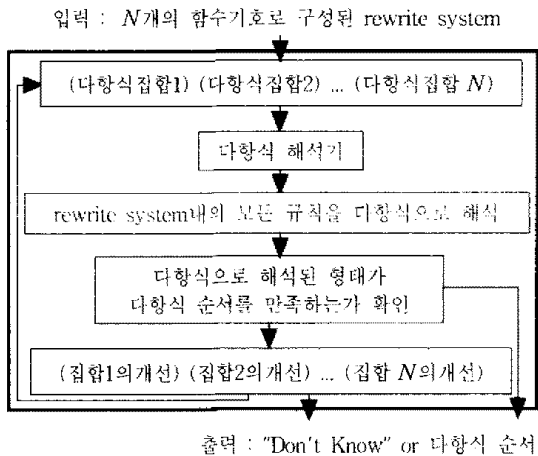 입력 : N개의 함수기호로 구성된 rewrite system
(다항식집합1) (다항식집합2) ... (다항식집합 N)
다항식 해석기
rewrite system내의 모든 규칙을 다항식으로 해석
다항식으로 해석된 형태가
다항식 순서를 만족하는가 확인
(집합1의개선) (집합2의개선) ... (집합 N의개선)
출력 : "Don't Know" or 다항식 순서